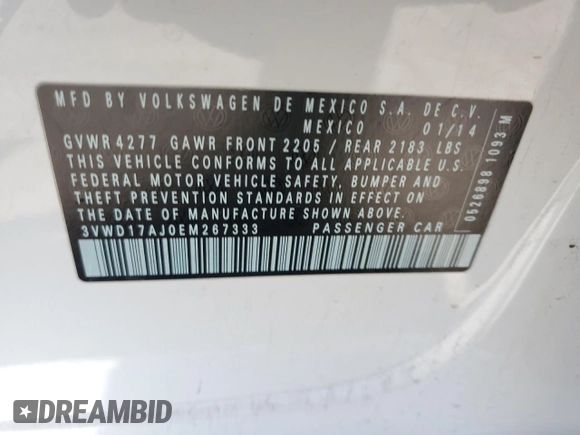 MFD BY VOLKSWAGEN DE MEXICO S.A. DE C.V.
MEXICO 01/14
GVWR 4277 GAWR FRONT 2205 / REAR 2183 LBS
THIS VEHICLE CONFORMS TO ALL APPLICABLE U.S.
FEDERAL MOTOR VEHICLE SAFETY, BUMPER AND
THEFT PREVENTION STANDARDS IN EFFECT ON
THE DATE OF MANUFACTURE SHOWN ABOVE.
3VWD17AJ0EM267333 PASSENGER CAR
0526898 1093 M
DREAMBID